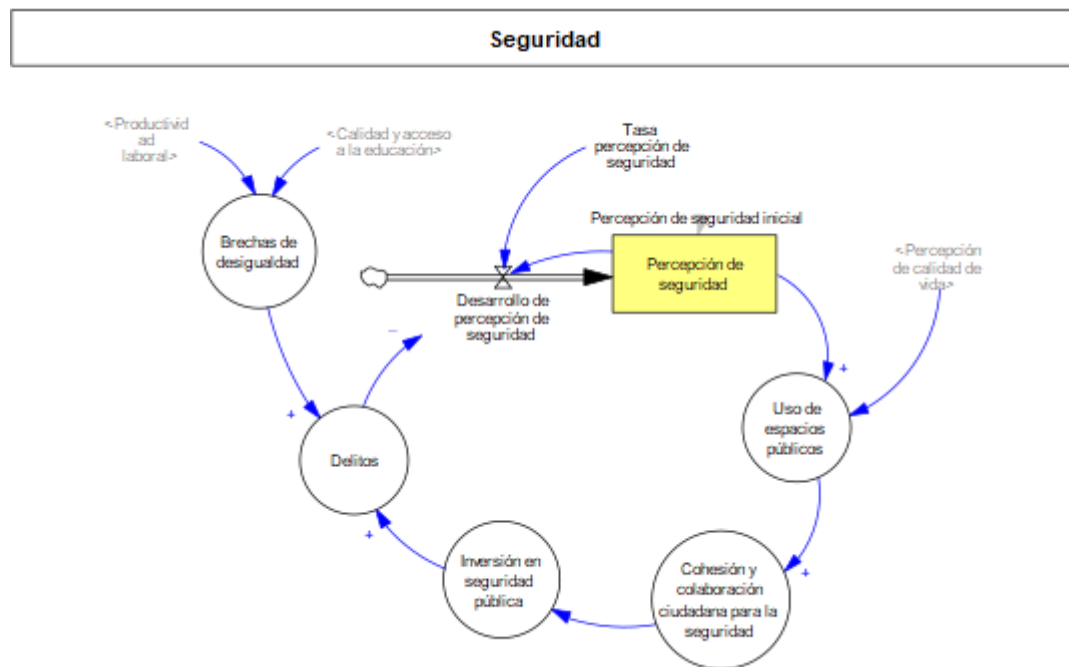 Seguridad
<Productivid
ad
laboral>
<Calidad y acceso
a la educación>
Tasa
percepción de
seguridad
Percepción de seguridad inicial
Brechas de
desigualdad
Percepción de
seguridad
<Percepción
de calidad de
vida>
Desarrollo de
percepción de
seguridad
–
+
+
Uso de
espacios
públicos
Delitos
+
+
Inversión en
seguridad
pública
Cohesión y
colaboración
ciudadana para la
seguridad